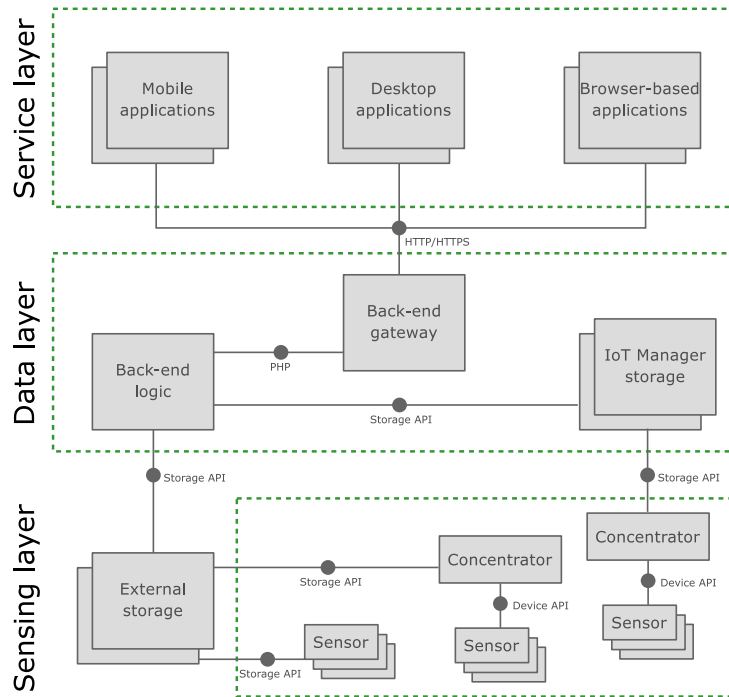 Service layer
Mobile
applications
Desktop
applications
Browser-based
applications
HTTP/HTTPS
Data layer
Back-end
gateway
Back-end
logic
PHP
IoT Manager
storage
Storage API
Storage API
Storage API
Sensing layer
Concentrator
External
storage
Concentrator
Storage API
Device API
Device API
Sensor
Sensor
Sensor
Storage API